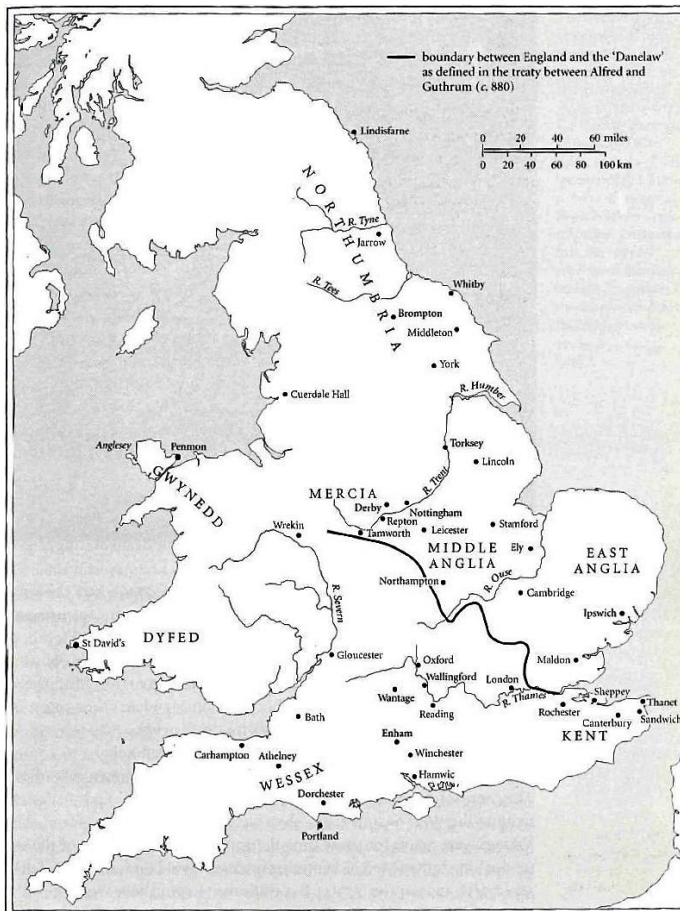 boundary between England and the 'Danelaw'
as defined in the treaty between Alfred and
Guthrum (c. 880)
0 20 40 60 miles
0 20 40 60 80 100 km
Lindisfarne
NORTHUMBRIA
R. Tyne
Jarrow
R. Tees
Whitby
Brompton
Middleton
York
Cuerdale Hall
R. Humber
Torksey
Lincoln
Anglesey
Penmon
GWYNEDD
R. Trent
MERCIA
Derby
Nottingham
Repton
Tamworth
Leicester
Stamford
Wrekin
MIDDLE
ANGLIA
Ely
EAST
ANGLIA
Northampton
R. Ouse
Cambridge
R. Severn
Ipswich
St David's
DYFED
Gloucester
Oxford
Maldon
Wallingford
London
Wantage
R. Thames
Sheppey
Thanet
Reading
Rochester
Bath
Canterbury
Sandwich
KENT
Enham
Carhampton
Athelney
Winchester
WESSEX
Hamwic
Dorchester
Portland